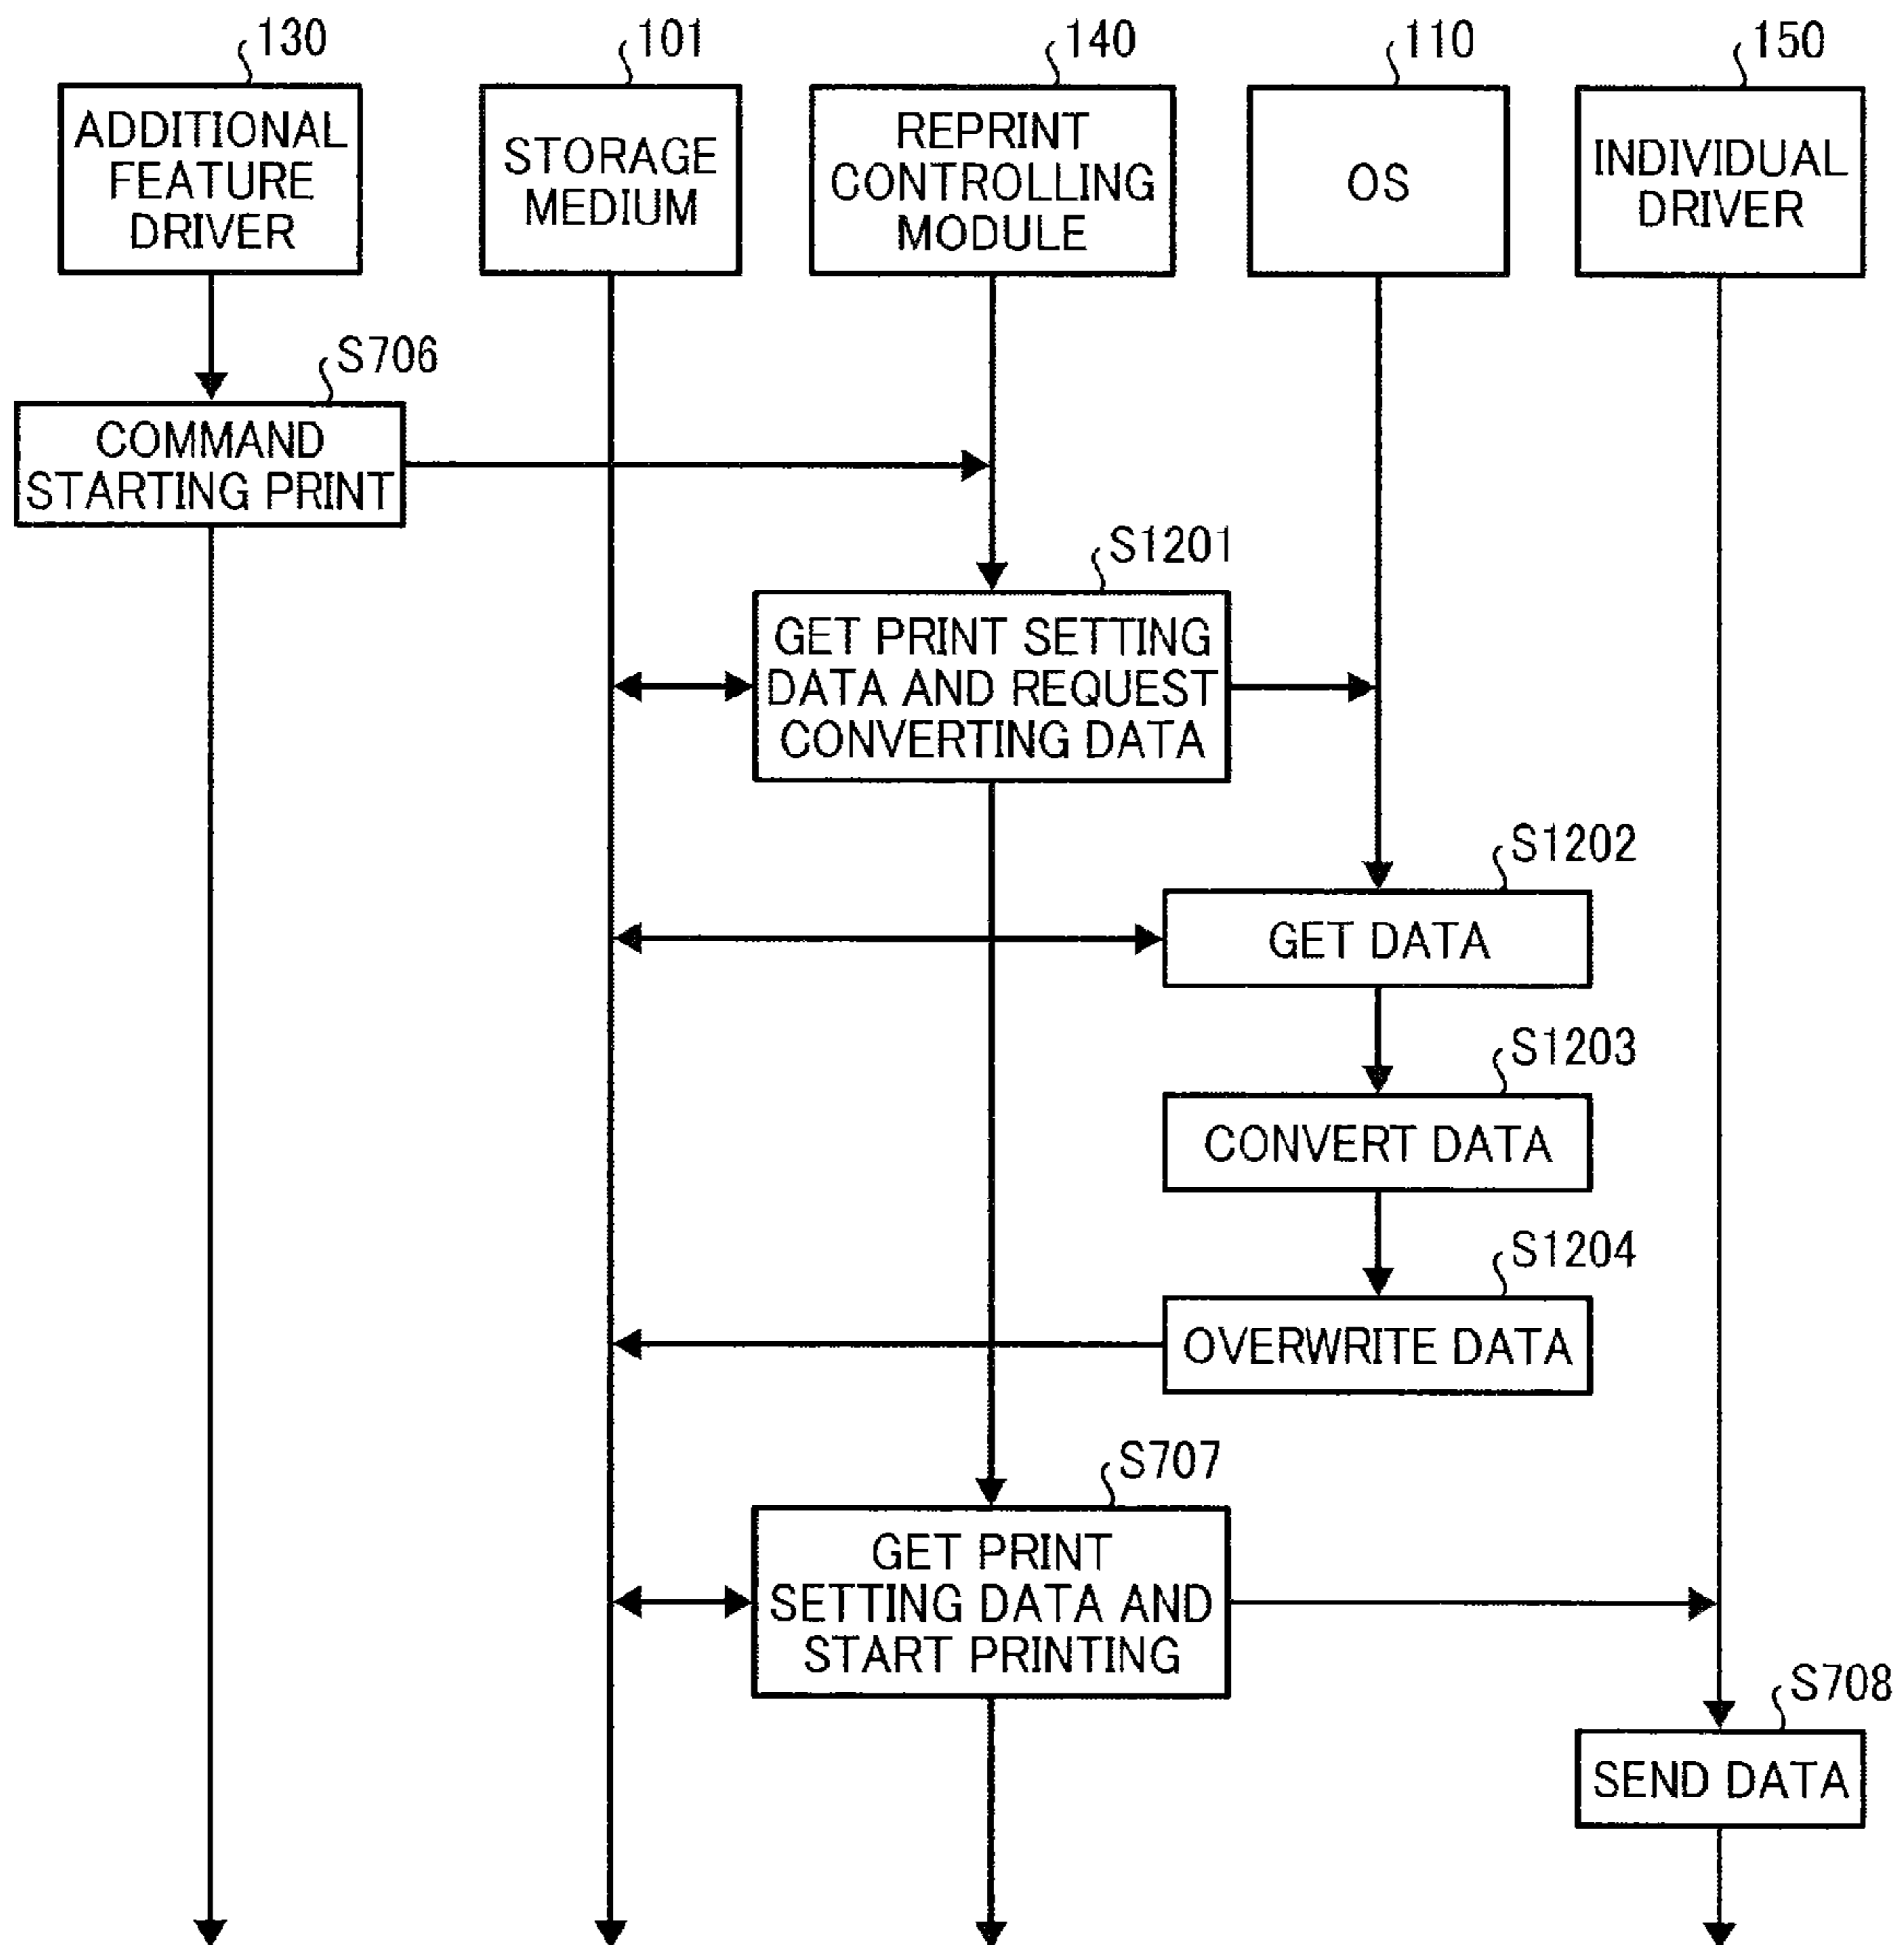 130
101
140
110
150
ADDITIONAL
FEATURE
DRIVER
STORAGE
MEDIUM
REPRINT
CONTROLLING
MODULE
OS
INDIVIDUAL
DRIVER
S706
COMMAND
STARTING PRINT
S1201
GET PRINT SETTING
DATA AND REQUEST
CONVERTING DATA
S1202
GET DATA
S1203
CONVERT DATA
S1204
OVERWRITE DATA
S707
GET PRINT
SETTING DATA AND
START PRINTING
S708
SEND DATA